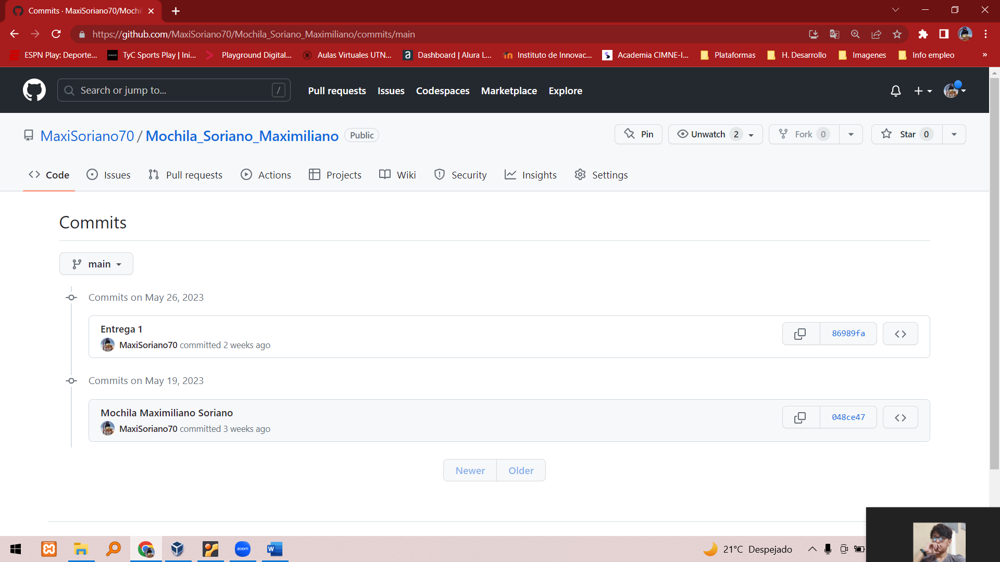 Commits · MaxiSoriano70/Mochi
https://github.com/MaxiSoriano70/Mochila_Soriano_Maximiliano/commits/main
ESPN Play: Deporte... TyC Sports Play | Ini... Playground Digital... Aulas Virtuales UTN... Dashboard | Alura L... Instituto de Innovac... Academia CIMNE-I... Plataformas H. Desarrollo Imagenes Info empleo »
Search or jump to... / Pull requests Issues Codespaces Marketplace Explore
MaxiSoriano70 / Mochila_Soriano_Maximiliano Public Pin Unwatch 2 Fork 0 Star 0
Code Issues Pull requests Actions Projects Wiki Security Insights Settings
Commits
main
Commits on May 26, 2023
Entrega 1 86989fa
MaxiSoriano70 committed 2 weeks ago
Commits on May 19, 2023
Mochila Maximiliano Soriano 048ce47
MaxiSoriano70 committed 3 weeks ago
Newer Older
zoom W 21°C Despejado